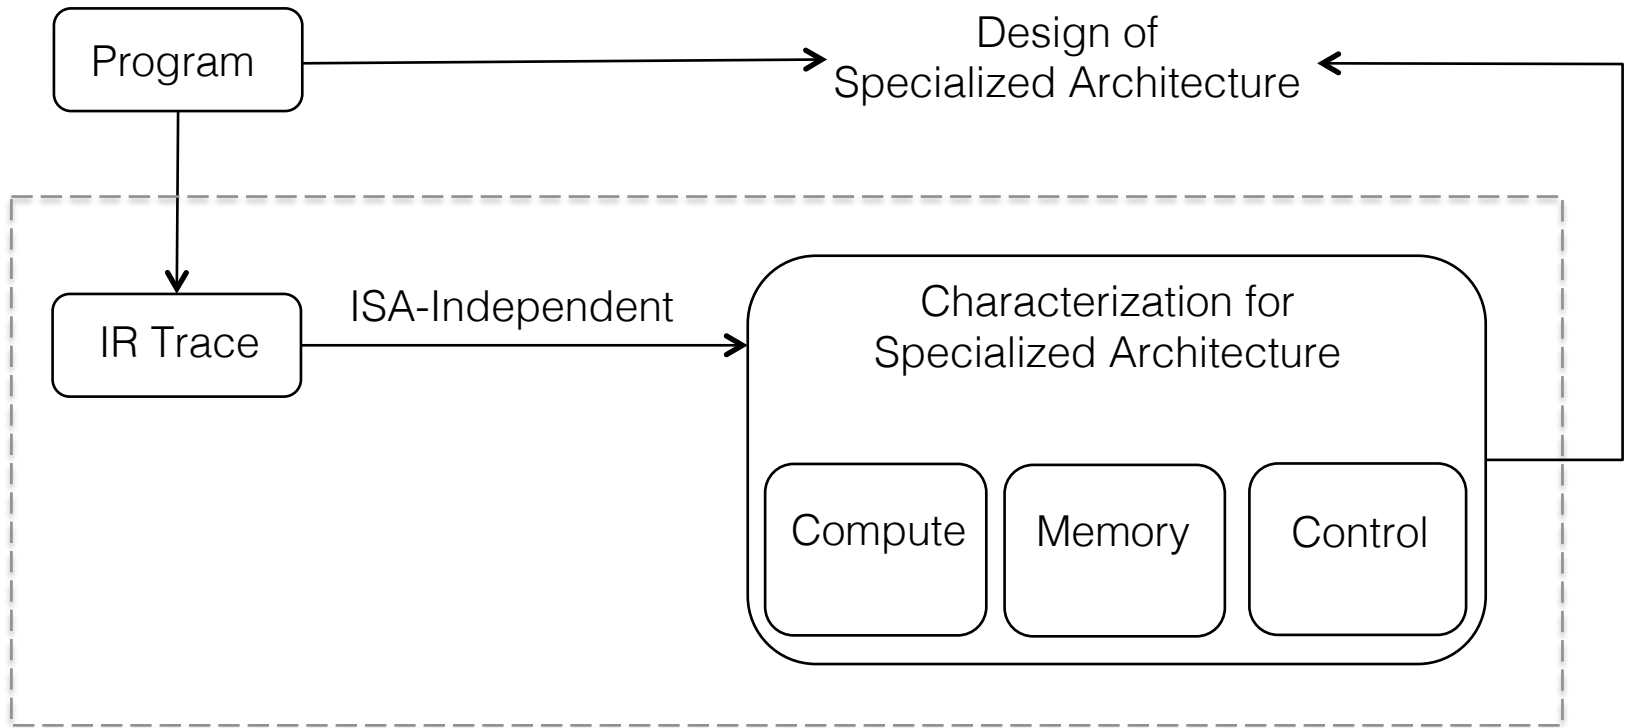 Program
Design of
Specialized Architecture
IR Trace
ISA-Independent
Characterization for
Specialized Architecture
Compute
Memory
Control